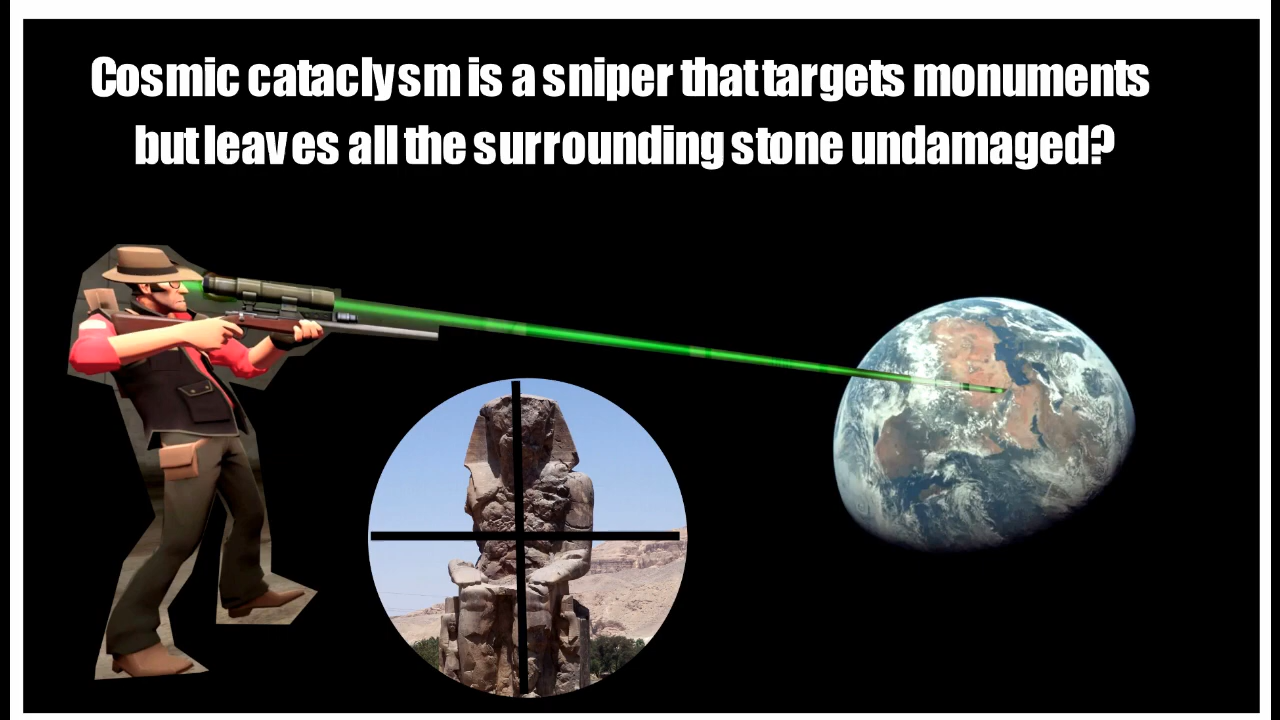 Cosmic cataclysm is a sniper that targets monuments
but leaves all the surrounding stone undamaged?